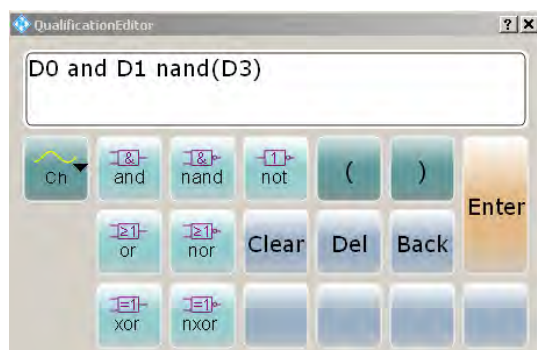 QualificationEditor ? X
D0 and D1 nand(D3)
Ch & and & nand 1 not ( ) Enter
≥1 or ≥1 nor Clear Del Back
=1 xor =1 nxor